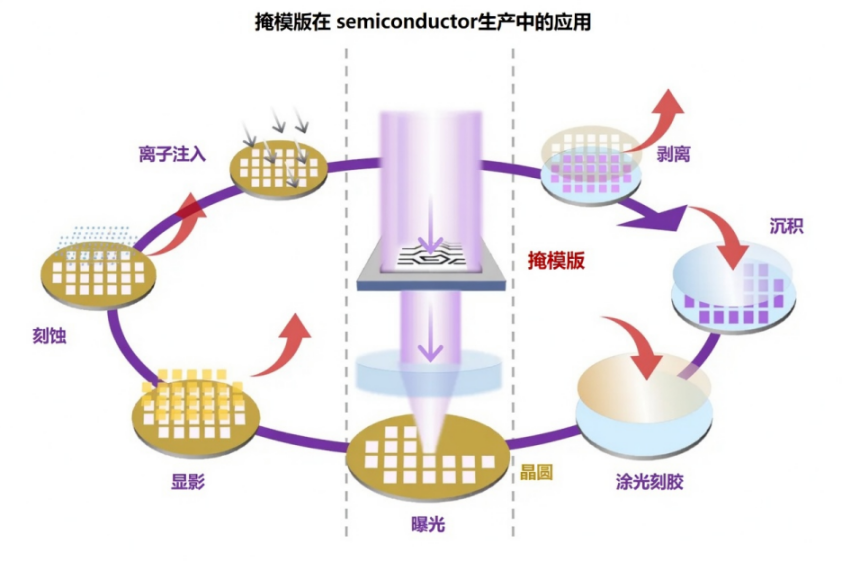 掩模版在 semiconductor生产中的应用
离子注入
剥离
沉积
掩模版
刻蚀
显影
晶圆
涂光刻胶
曝光